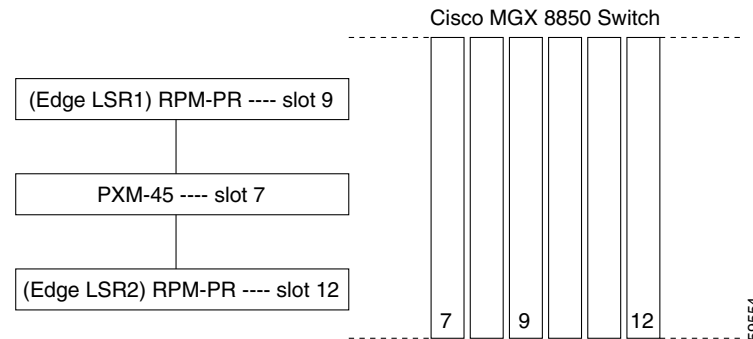 Cisco MGX 8850 Switch
(Edge LSR1) RPM-PR ---- slot 9
PXM-45 ---- slot 7
(Edge LSR2) RPM-PR ---- slot 12
7
9
12
59554